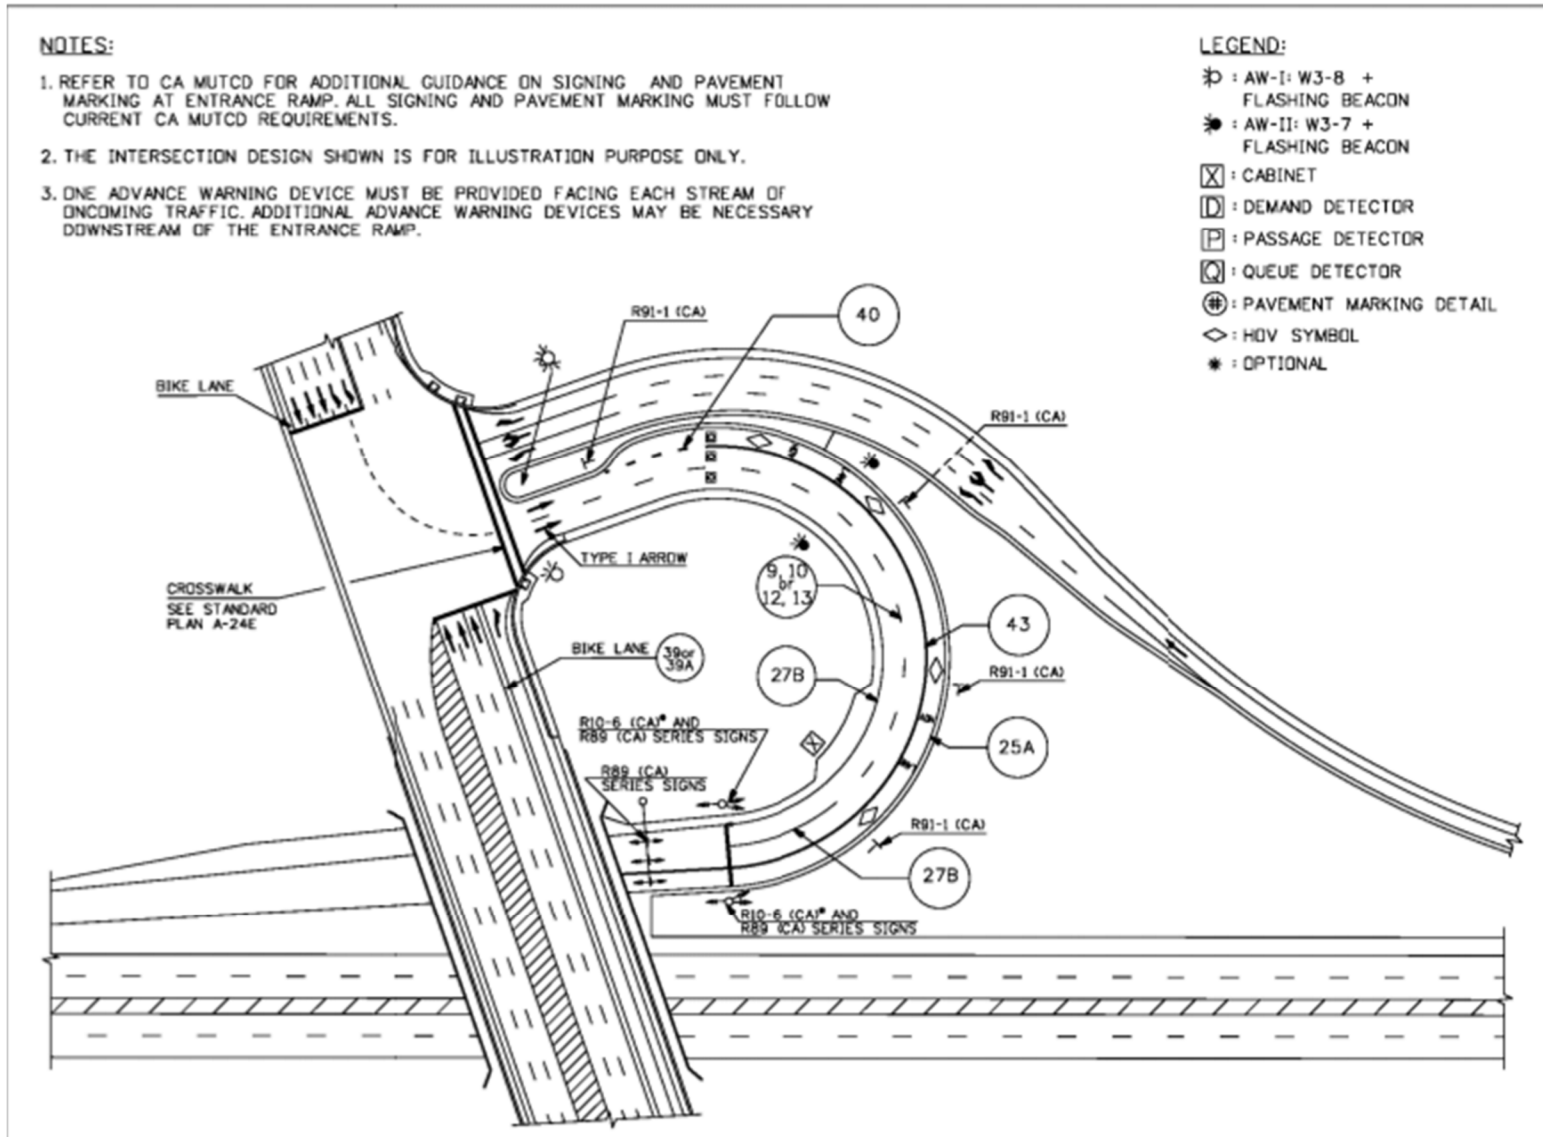 NOTES:
1. REFER TO CA MUTCD FOR ADDITIONAL GUIDANCE ON SIGNING AND PAVEMENT
MARKING AT ENTRANCE RAMP. ALL SIGNING AND PAVEMENT MARKING MUST FOLLOW
CURRENT CA MUTCD REQUIREMENTS.
2. THE INTERSECTION DESIGN SHOWN IS FOR ILLUSTRATION PURPOSE ONLY.
3. ONE ADVANCE WARNING DEVICE MUST BE PROVIDED FACING EACH STREAM OF
ONCOMING TRAFFIC. ADDITIONAL ADVANCE WARNING DEVICES MAY BE NECESSARY
DOWNSTREAM OF THE ENTRANCE RAMP.
LEGEND:
: AW-I: W3-8 +
FLASHING BEACON
: AW-II: W3-7 +
FLASHING BEACON
X : CABINET
D : DEMAND DETECTOR
P : PASSAGE DETECTOR
Q : QUEUE DETECTOR
# : PAVEMENT MARKING DETAIL
◇ : HOV SYMBOL
* : OPTIONAL
R91-1 (CA)
40
BIKE LANE
R91-1 (CA)
TYPE I ARROW
CROSSWALK
SEE STANDARD
PLAN A-24E
9, 10
or
12, 13
43
BIKE LANE
39or
39A
27B
R91-1 (CA)
R10-6 (CA)* AND
R89 (CA) SERIES SIGNS
25A
R89 (CA)
SERIES SIGNS
R91-1 (CA)
27B
R10-6 (CA)* AND
R89 (CA) SERIES SIGNS